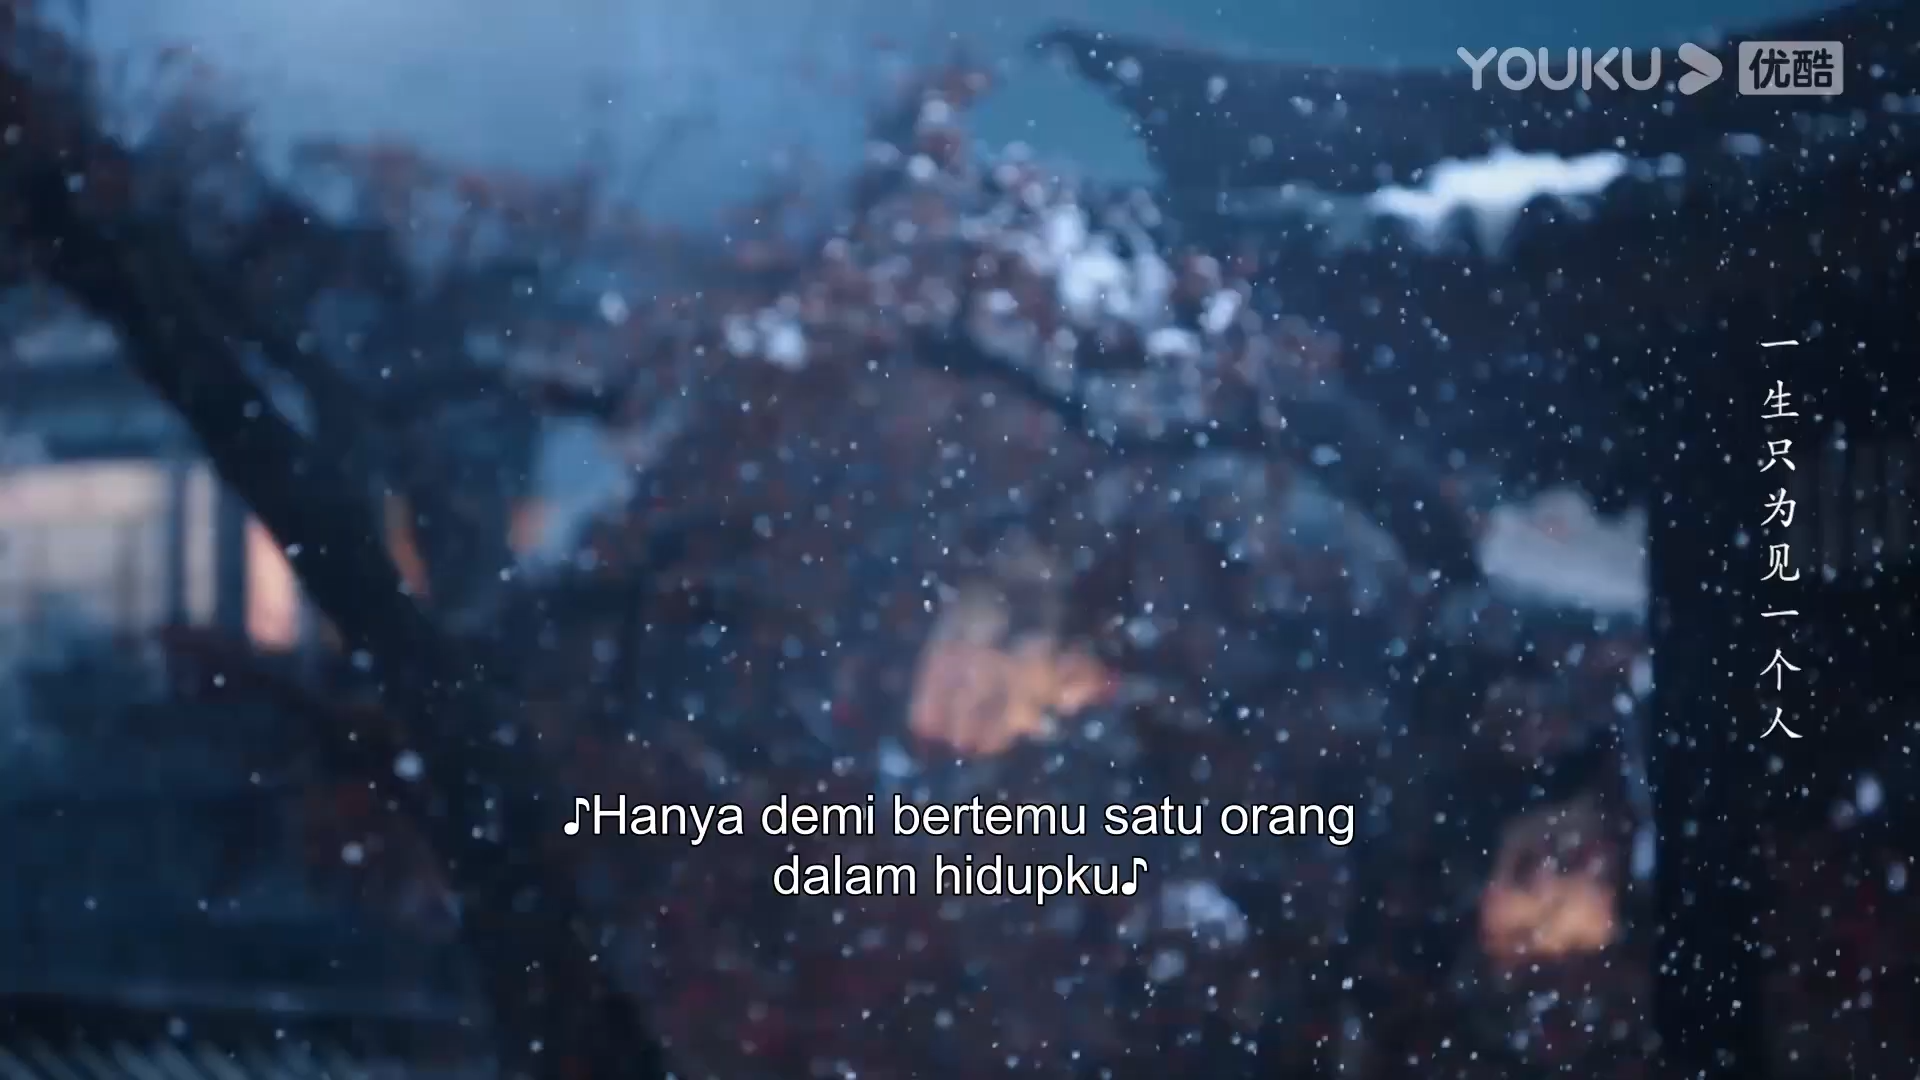 YOUKU 优酷
一生只为见一个人
♪Hanya demi bertemu satu orang
dalam hidupku♪